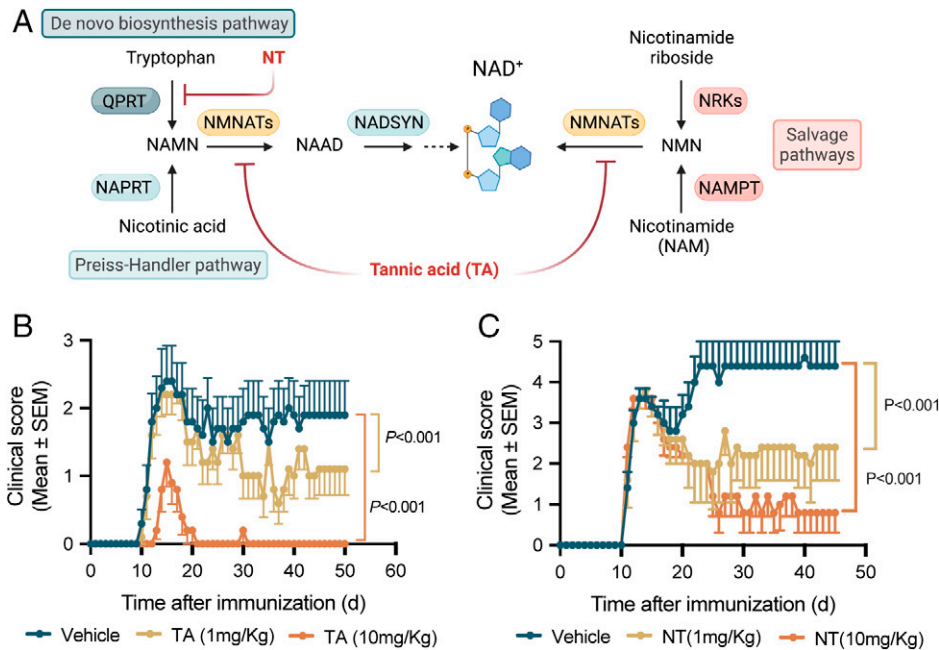 A
De novo biosynthesis pathway
Tryptophan
NT
QPRT
NMNATs
NADSYN
NAMN
NAAD
NAPRT
Nicotinic acid
Preiss-Handler pathway
NAD+
Nicotinamide
riboside
NRKs
NMNATs
NMN
Salvage
pathways
NAMPT
Nicotinamide
(NAM)
Tannic acid (TA)
B
Clinical score
(Mean ± SEM)
3
2
1
0
0 10 20 30 40 50 60
Time after immunization (d)
P<0.001
P<0.001
Vehicle TA (1mg/Kg) TA (10mg/Kg)
C
Clinical score
(Mean ± SEM)
5
4
3
2
1
0
0 10 20 30 40 50
Time after immunization (d)
P<0.001
P<0.001
Vehicle NT(1mg/Kg) NT(10mg/Kg)